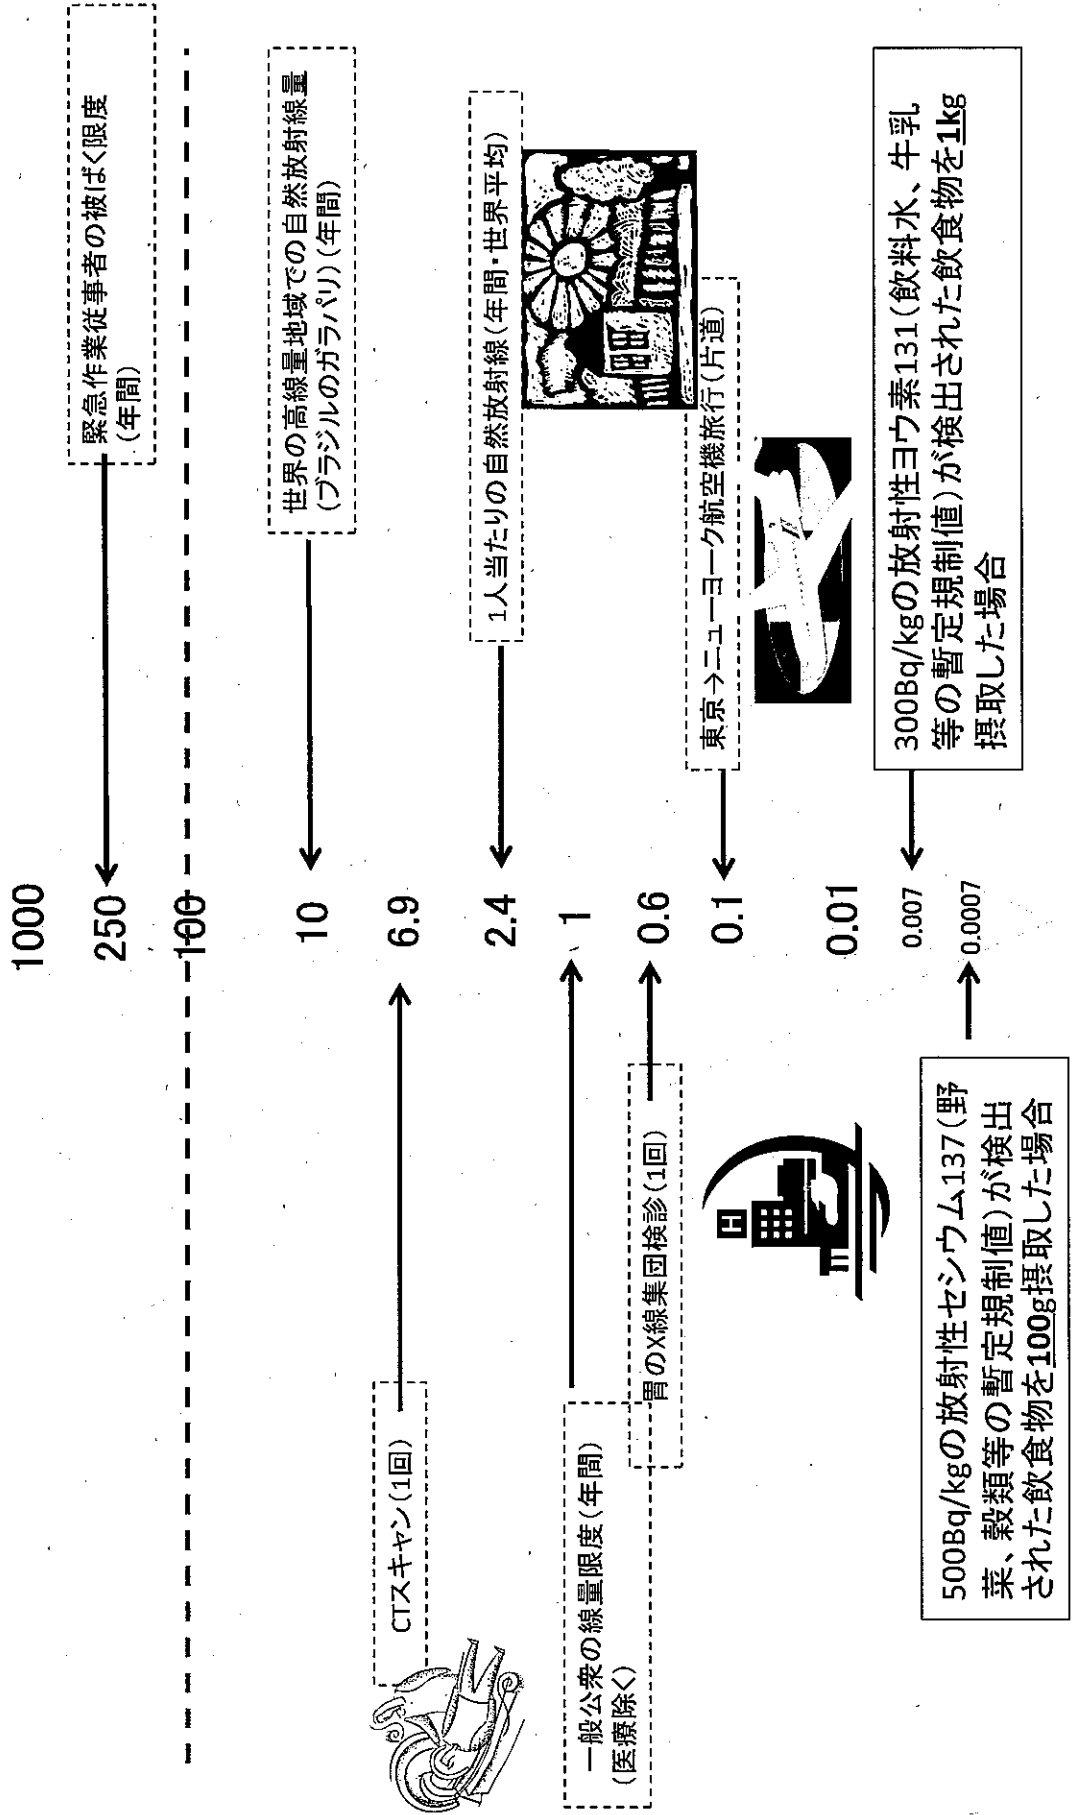 1000
250
100
10
6.9
2.4
1
0.6
0.1
0.01
0.007
0.0007
緊急作業従事者の被ばく限度
(年間)
世界の高線量地域での自然放射線量
(ブラジルのガラパリ)(年間)
CTスキャン(1回)
1人当たりの自然放射線(年間・世界平均)
一般公衆の線量限度(年間)
(医療除く)
胃のX線集団検診(1回)
東京→ニューヨーク航空機旅行(片道)
H
300Bq/kgの放射性ヨウ素131(飲料水、牛乳
等の暫定規制値)が検出された飲食物を1kg
摂取した場合
500Bq/kgの放射性セシウム137(野
菜、穀類等の暫定規制値)が検出
された飲食物を100g摂取した場合